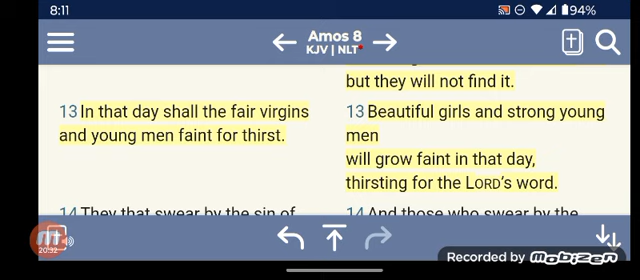 8:11
94%
Amos 8
KJV | NLT
but they will not find it.
13 In that day shall the fair virgins
and young men faint for thirst.
13 Beautiful girls and strong young
men
will grow faint in that day,
thirsting for the LORD's word.
14 They that swear by the sin of
14 And those who swear by the
20:32
Recorded by Mobizen